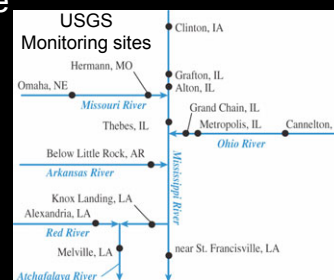 e
USGS
Monitoring sites
Clinton, IA
Hermann, MO
Grafton, IL
Omaha, NE
Alton, IL
Missouri River
Grand Chain, IL
Thebes, IL
Metropolis, IL
Cannelton,
Ohio River
Below Little Rock, AR
Arkansas River
Mississippi River
Knox Landing, LA
Alexandria, LA
Red River
Melville, LA
near St. Francisville, LA
Atchafalaya River